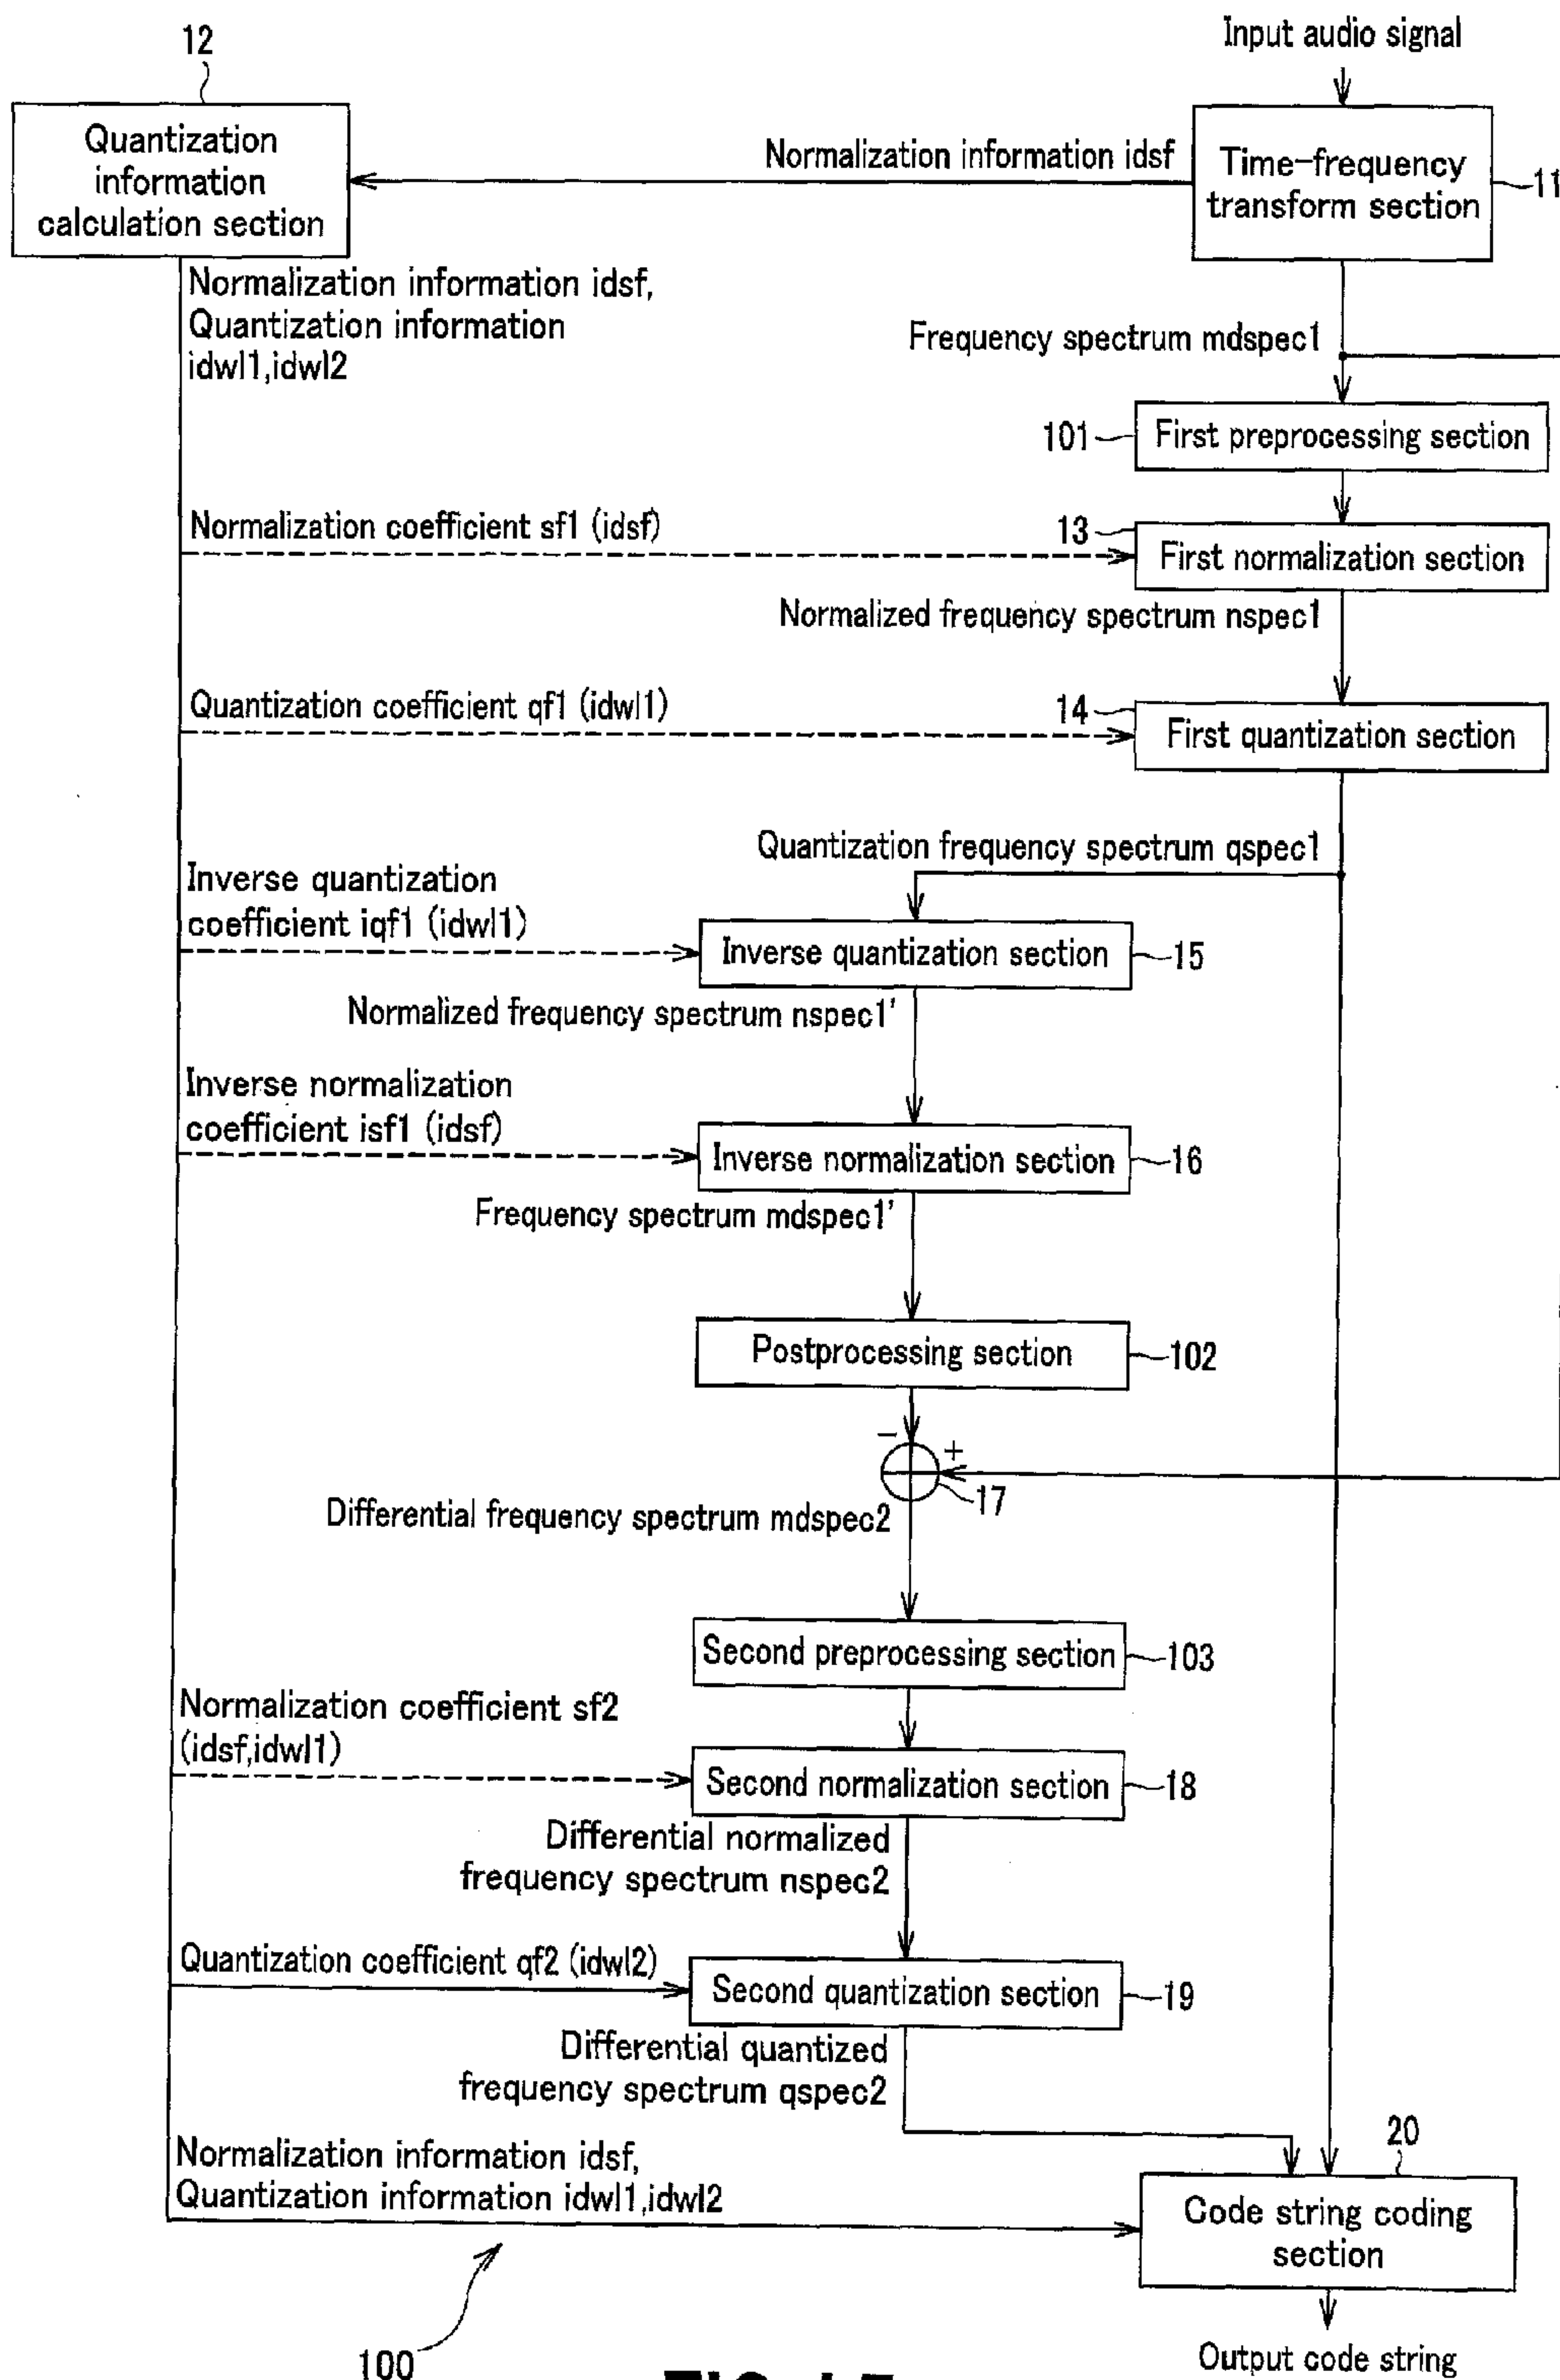 12
Input audio signal
Quantization
information
calculation section
Normalization information idsf
Time-frequency
transform section
11
Normalization information idsf,
Quantization information
idwl1,idwl2
Frequency spectrum mdspec1
101
First preprocessing section
Normalization coefficient sf1 (idsf)
13
First normalization section
Normalized frequency spectrum nspec1
Quantization coefficient qf1 (idwl1)
14
First quantization section
Quantization frequency spectrum qspec1
Inverse quantization
coefficient iqf1 (idwl1)
Inverse quantization section
15
Normalized frequency spectrum nspec1'
Inverse normalization
coefficient isf1 (idsf)
Inverse normalization section
16
Frequency spectrum mdspec1'
Postprocessing section
102
−
+
17
Differential frequency spectrum mdspec2
Second preprocessing section
103
Normalization coefficient sf2
(idsf,idwl1)
Second normalization section
18
Differential normalized
frequency spectrum nspec2
Quantization coefficient qf2 (idwl2)
Second quantization section
19
Differential quantized
frequency spectrum qspec2
Normalization information idsf,
Quantization information idwl1,idwl2
20
Code string coding
section
100
Output code string